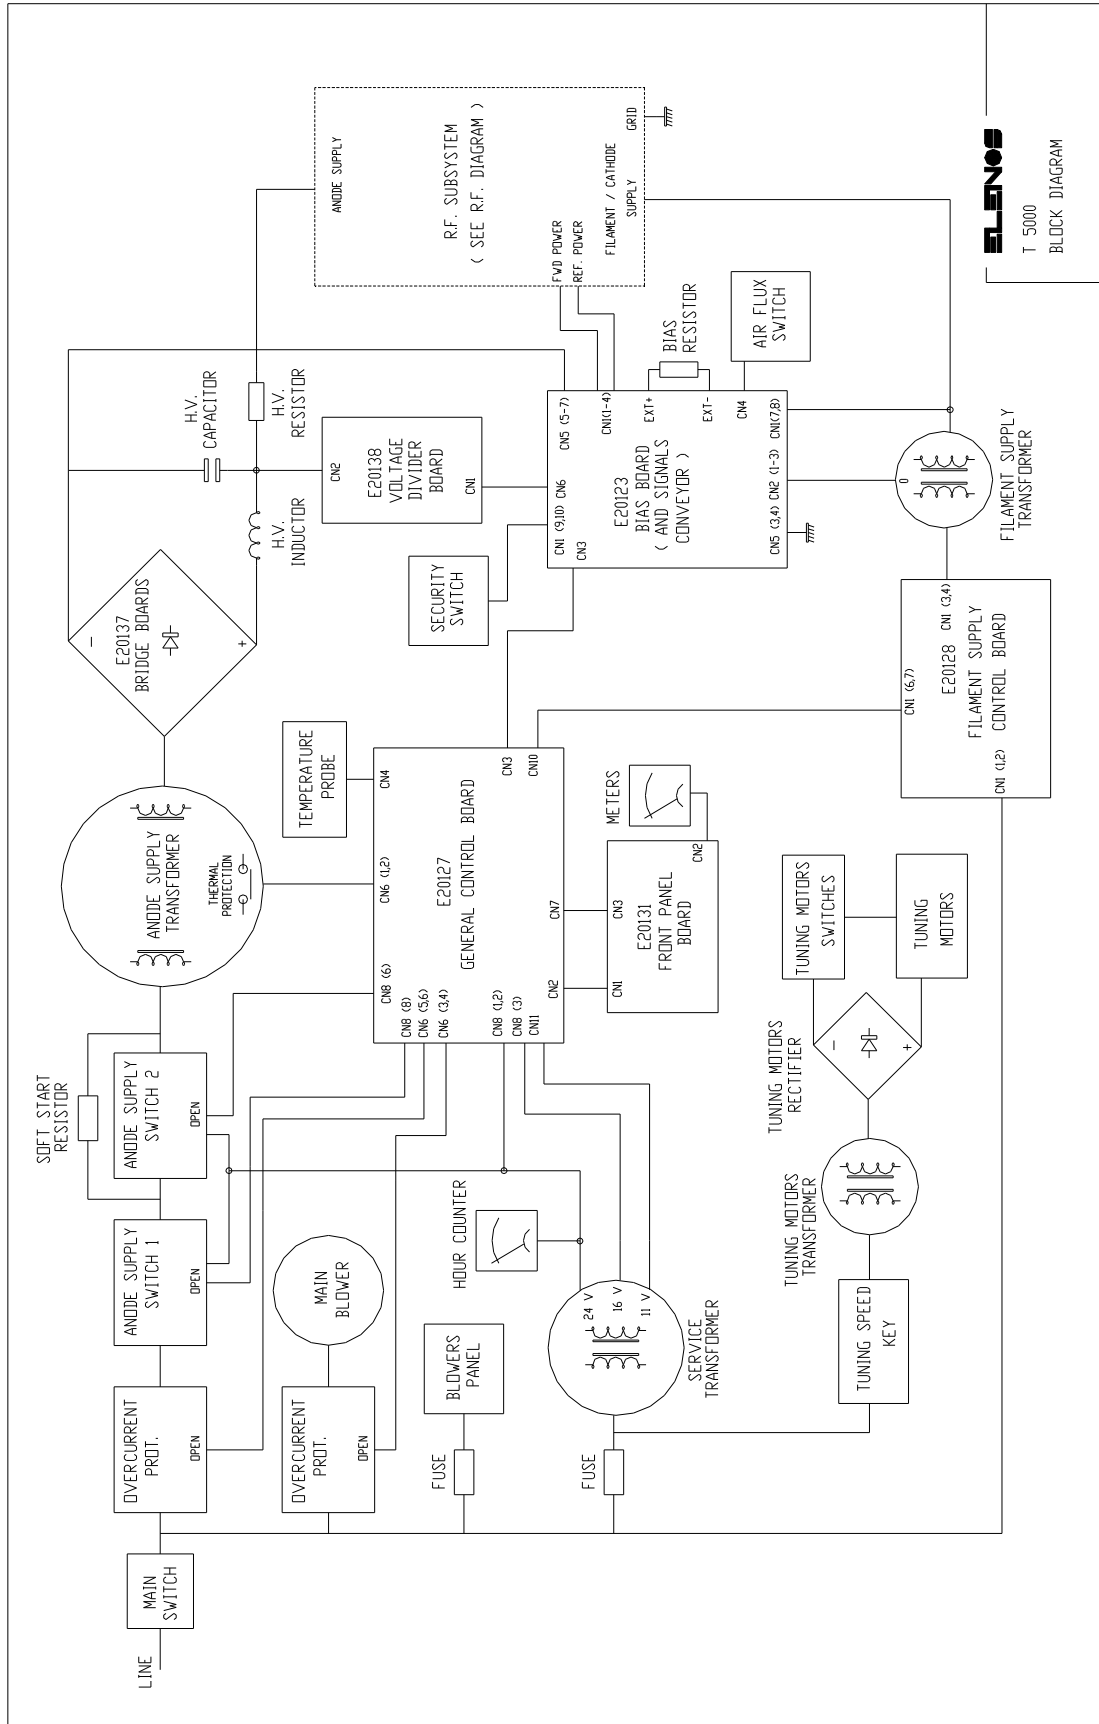 LINE
MAIN
SWITCH
OVERCURRENT
PROT.
OPEN
ANODE SUPPLY
SWITCH 1
OPEN
SOFT START
RESISTOR
ANODE SUPPLY
SWITCH 2
OPEN
ANODE SUPPLY
TRANSFORMER
THERMAL
PROTECTION
E20137
BRIDGE BOARDS
-
+
H.V.
INDUCTOR
H.V.
CAPACITOR
H.V.
RESISTOR
ANODE SUPPLY
R.F. SUBSYSTEM
( SEE R.F. DIAGRAM )
FWD POWER
REF. POWER
FILAMENT / CATHODE
SUPPLY
GRID
OVERCURRENT
PROT.
OPEN
MAIN
BLOWER
TEMPERATURE
PROBE
CN2
E20138
VOLTAGE
DIVIDER
BOARD
CN1
SECURITY
SWITCH
CN8 (6)
CN6 (1,2)
CN4
CN8 (8)
CN6 (5,6)
CN6 (3,4)
E20127
GENERAL CONTROL BOARD
CN8 (1,2)
CN8 (3)
CN11
CN2
CN7
CN3
CN10
FUSE
BLOWERS
PANEL
HOUR COUNTER
FUSE
24 V
16 V
11 V
SERVICE
TRANSFORMER
CN1
CN3
E20131
FRONT PANEL
BOARD
CN2
METERS
CN1 (9,10)
CN6
CN5 (5-7)
CN3
CN1(1-4)
E20123
BIAS BOARD
( AND SIGNALS
CONVEYOR )
EXT+
EXT-
CN4
CN5 (3,4)
CN2 (1-3)
CN1(7,8)
BIAS
RESISTOR
AIR FLUX
SWITCH
TUNING SPEED
KEY
TUNING MOTORS
TRANSFORMER
TUNING MOTORS
RECTIFIER
-
+
TUNING MOTORS
SWITCHES
TUNING
MOTORS
CN1 (6,7)
E20128
CN1 (3,4)
FILAMENT SUPPLY
CONTROL BOARD
CN1 (1,2)
0
FILAMENT SUPPLY
TRANSFORMER
ELENOS
T 5000
BLOCK DIAGRAM